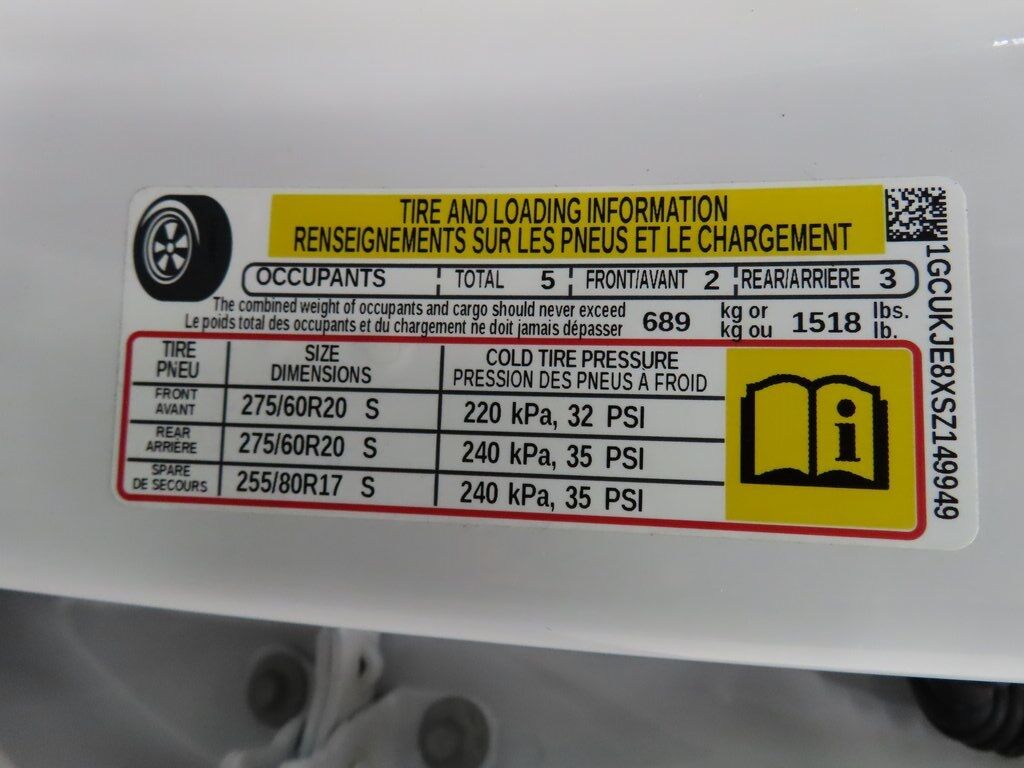 TIRE AND LOADING INFORMATION
RENSEIGNEMENTS SUR LES PNEUS ET LE CHARGEMENT
OCCUPANTS TOTAL 5 FRONT/AVANT 2 REAR/ARRIÈRE 3
The combined weight of occupants and cargo should never exceed 689 kg or 1518 lbs.
Le poids total des occupants et du chargement ne doit jamais dépasser kg ou lb.
TIRE SIZE COLD TIRE PRESSURE
PNEU DIMENSIONS PRESSION DES PNEUS À FROID
FRONT
AVANT 275/60R20 S 220 kPa, 32 PSI
REAR
ARRIÈRE 275/60R20 S 240 kPa, 35 PSI
SPARE
DE SECOURS 255/80R17 S 240 kPa, 35 PSI
i
1GCUKJE8XSZ149949